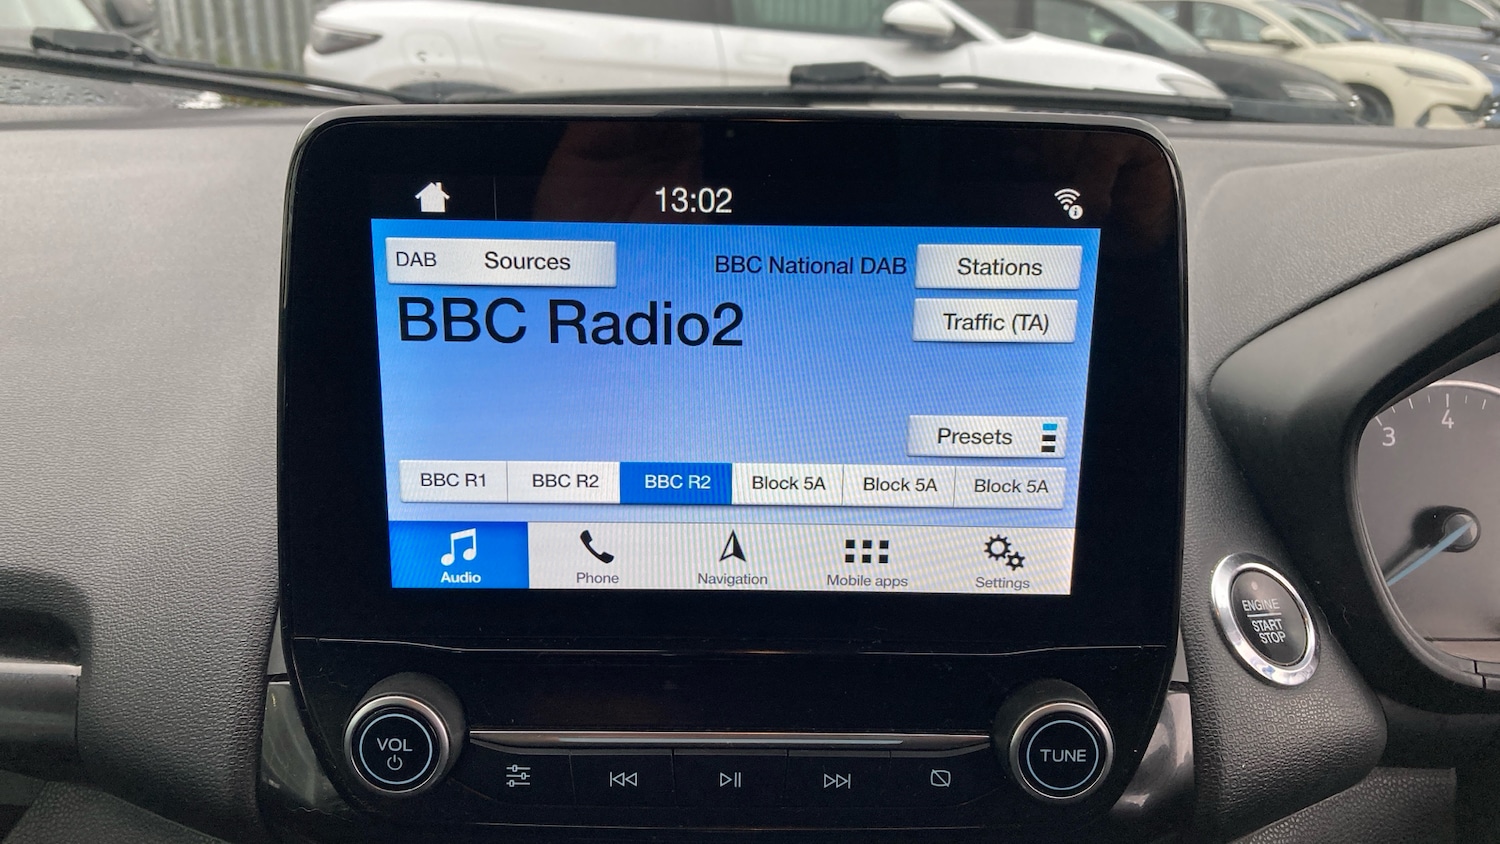 13:02
DAB Sources
BBC National DAB
Stations
BBC Radio2
Traffic (TA)
Presets
BBC R1 BBC R2 BBC R2 Block 5A Block 5A Block 5A
Audio Phone Navigation Mobile apps Settings
3 4
ENGINE
START
STOP
VOL
TUNE